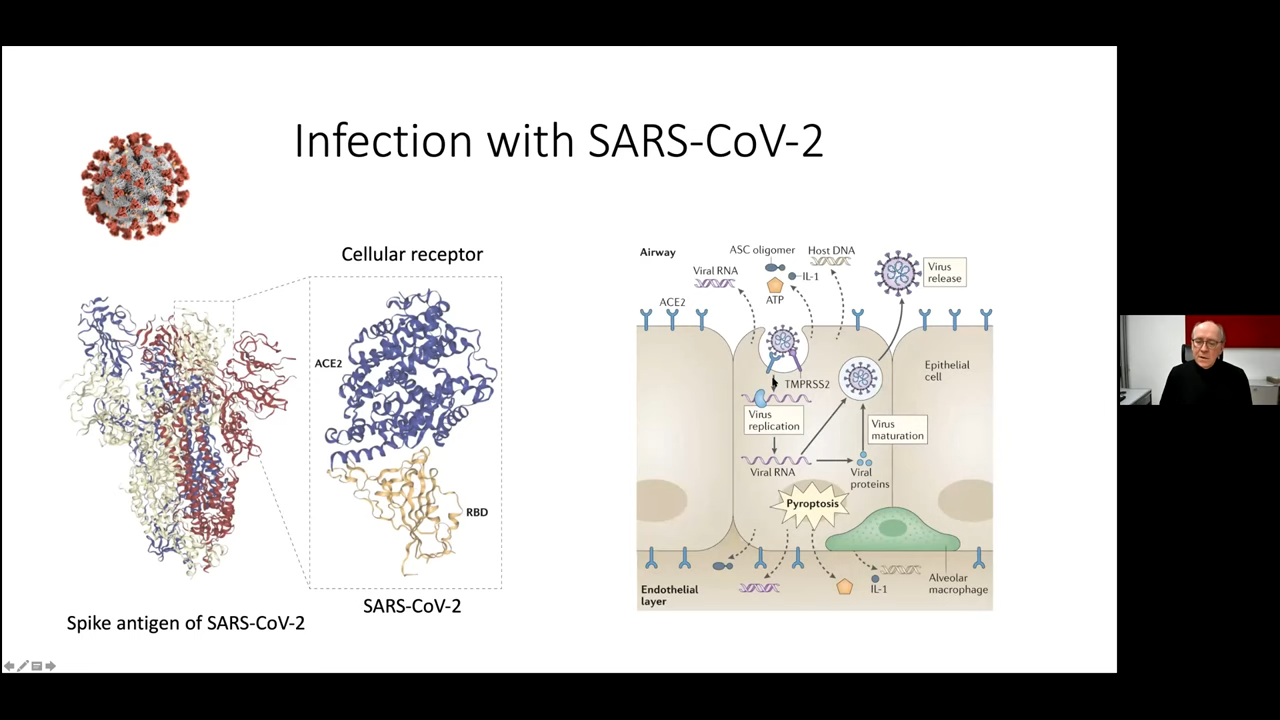 Infection with SARS-CoV-2
Cellular receptor
ACE2
RBD
SARS-CoV-2
Spike antigen of SARS-CoV-2
Airway
ASC oligomer
Host DNA
Viral RNA
IL-1
ATP
Virus
release
ACE2
TMPRSS2
Epithelial
cell
Virus
replication
Virus
maturation
Viral RNA
Viral
proteins
Pyroptosis
Endothelial
layer
IL-1
Alveolar
macrophage